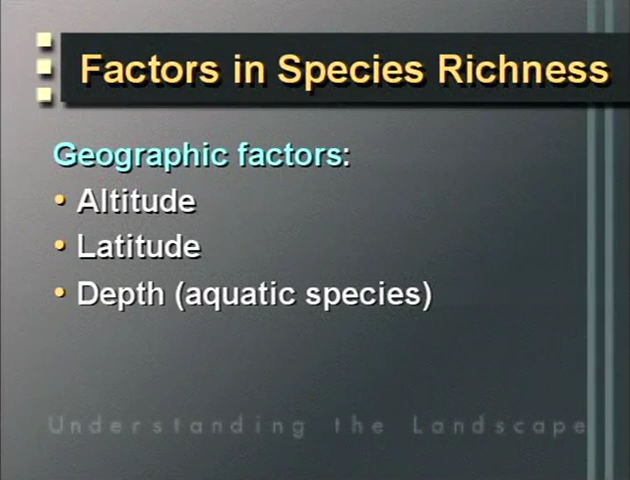 Factors in Species Richness
Geographic factors:
• Altitude
• Latitude
• Depth (aquatic species)
Understanding the Landscape